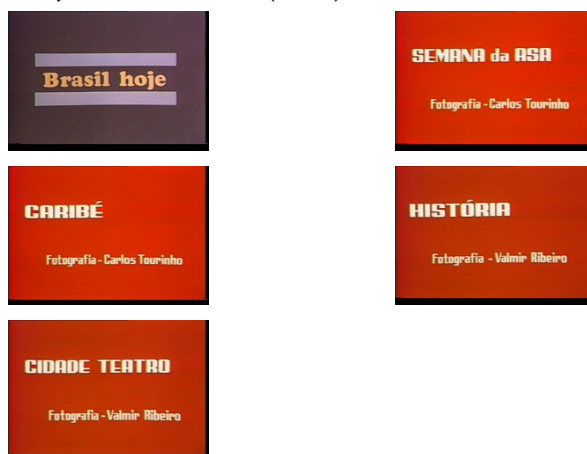 Brasil hoje
SEMANA da ASA
Fotografia - Carlos Tourinho
CARIBÉ
Fotografia - Carlos Tourinho
HISTÓRIA
Fotografia - Valmir Ribeiro
CIDADE TEATRO
Fotografia - Valmir Ribeiro